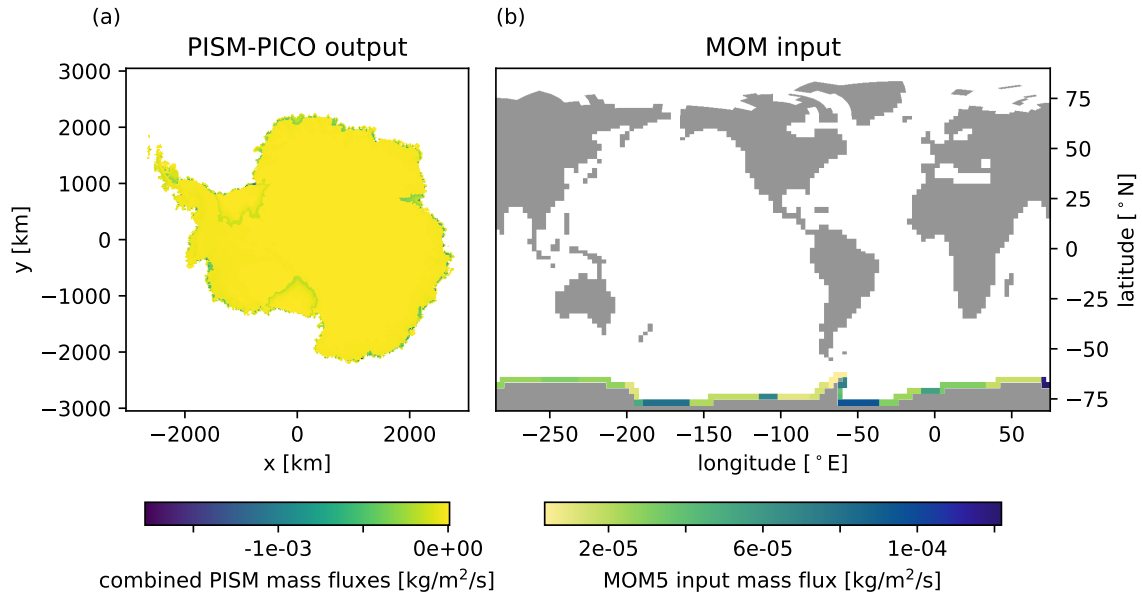 (a)
(b)
PISM-PICO output
MOM input
3000
2000
1000
0
−1000
−2000
−3000
y [km]
−2000
0
2000
x [km]
75
50
25
0
−25
−50
−75
latitude [°N]
−250
−200
−150
−100
−50
0
50
longitude [°E]
-1e-03
0e+00
combined PISM mass fluxes [kg/m²/s]
2e-05
6e-05
1e-04
MOM5 input mass flux [kg/m²/s]